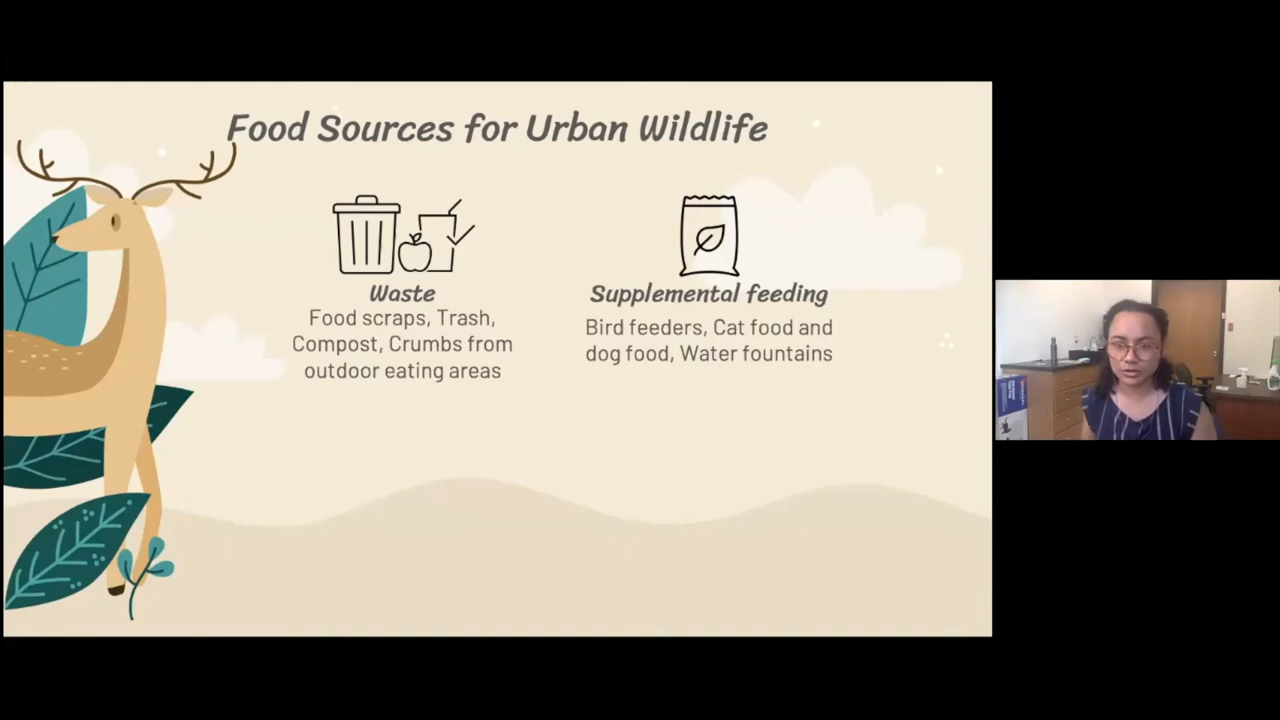 Food Sources for Urban Wildlife
Waste
Food scraps, Trash,
Compost, Crumbs from
outdoor eating areas
Supplemental feeding
Bird feeders, Cat food and
dog food, Water fountains